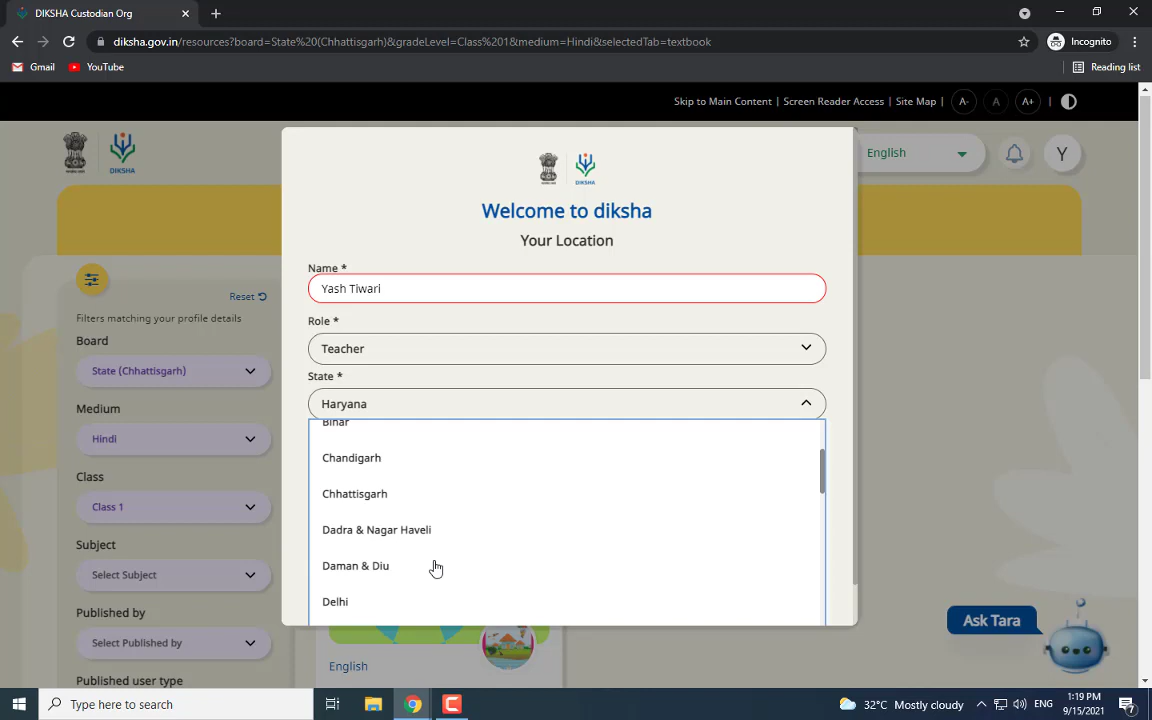 DIKSHA Custodian Org
diksha.gov.in/resources?board=State%20(Chhattisgarh)&gradeLevel=Class%201&medium=Hindi&selectedTab=textbook
Incognito
Gmail
YouTube
Reading list
Skip to Main Content | Screen Reader Access | Site Map |
A-
A
A+
|
DIKSHA
English
Y
DIKSHA
Welcome to diksha
Your Location
Name *
Yash Tiwari
Role *
Teacher
State *
Haryana
Bihar
Chandigarh
Chhattisgarh
Dadra & Nagar Haveli
Daman & Diu
Delhi
Reset
Filters matching your profile details
Board
State (Chhattisgarh)
Medium
Hindi
Class
Class 1
Subject
Select Subject
Published by
Select Published by
Published user type
English
Ask Tara
Type here to search
32°C Mostly cloudy
ENG
1:19 PM
9/15/2021
7